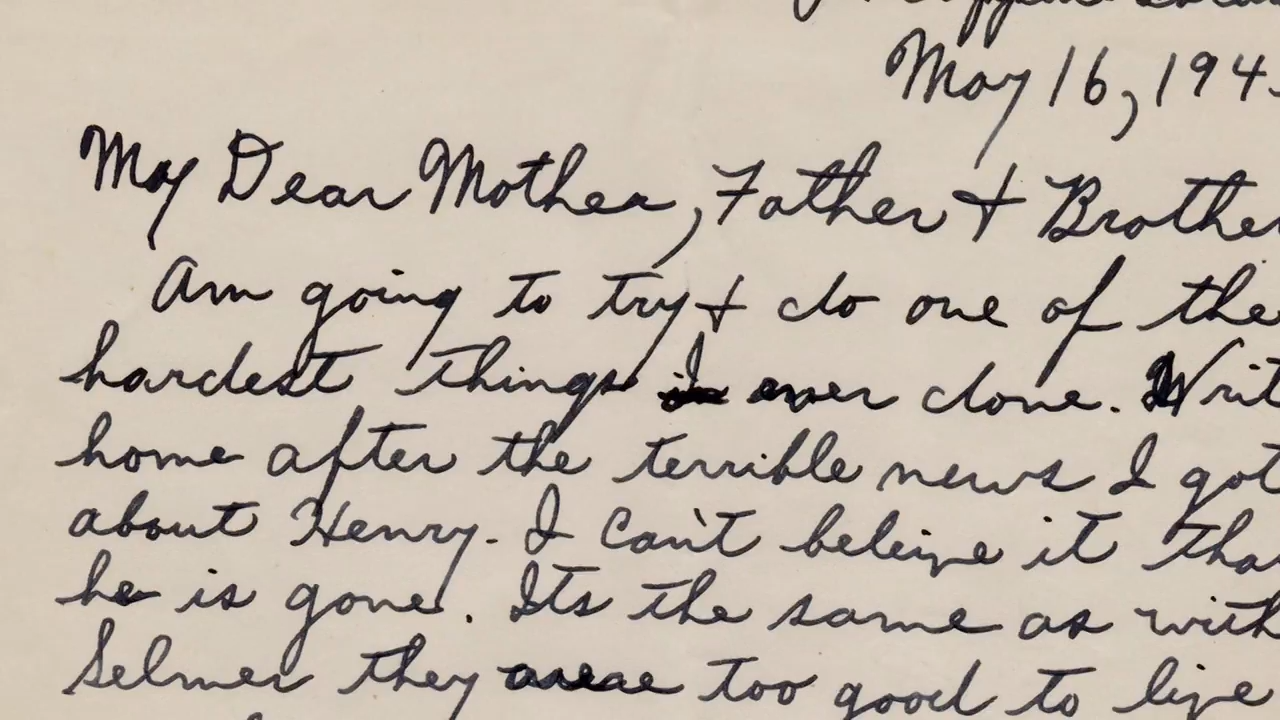 May 16, 194
My Dear Mother, Father + Brother
Am going to try + do one of the
hardest things I ever done. Writ
home after the terrible news I got
about Henry. I Can't beleive it tha
he is gone. Its the same as with
Selmer they were too good to live